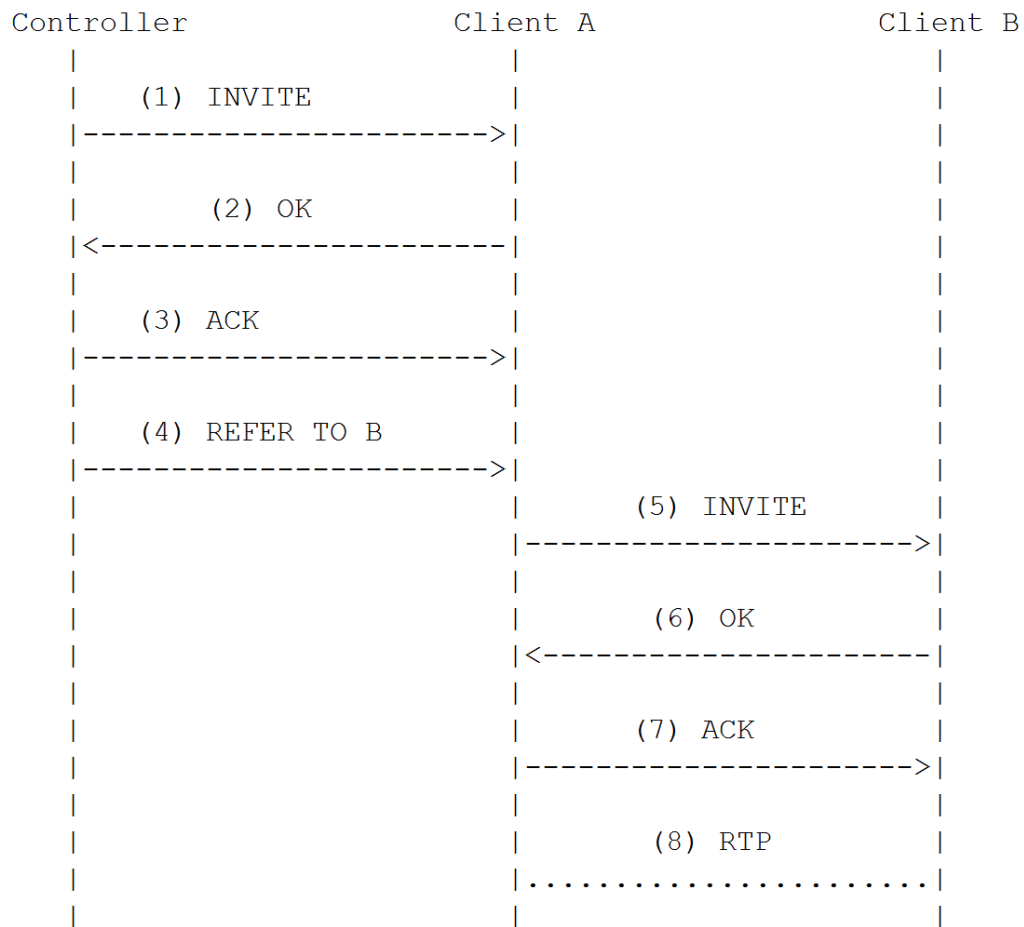 Controller Client A Client B
(1) INVITE
|----------------------->|
(2) OK
|<-----------------------|
(3) ACK
|----------------------->|
(4) REFER TO B
|----------------------->|
(5) INVITE
|---------------------->|
(6) OK
|<----------------------|
(7) ACK
|---------------------->|
(8) RTP
|.......................|